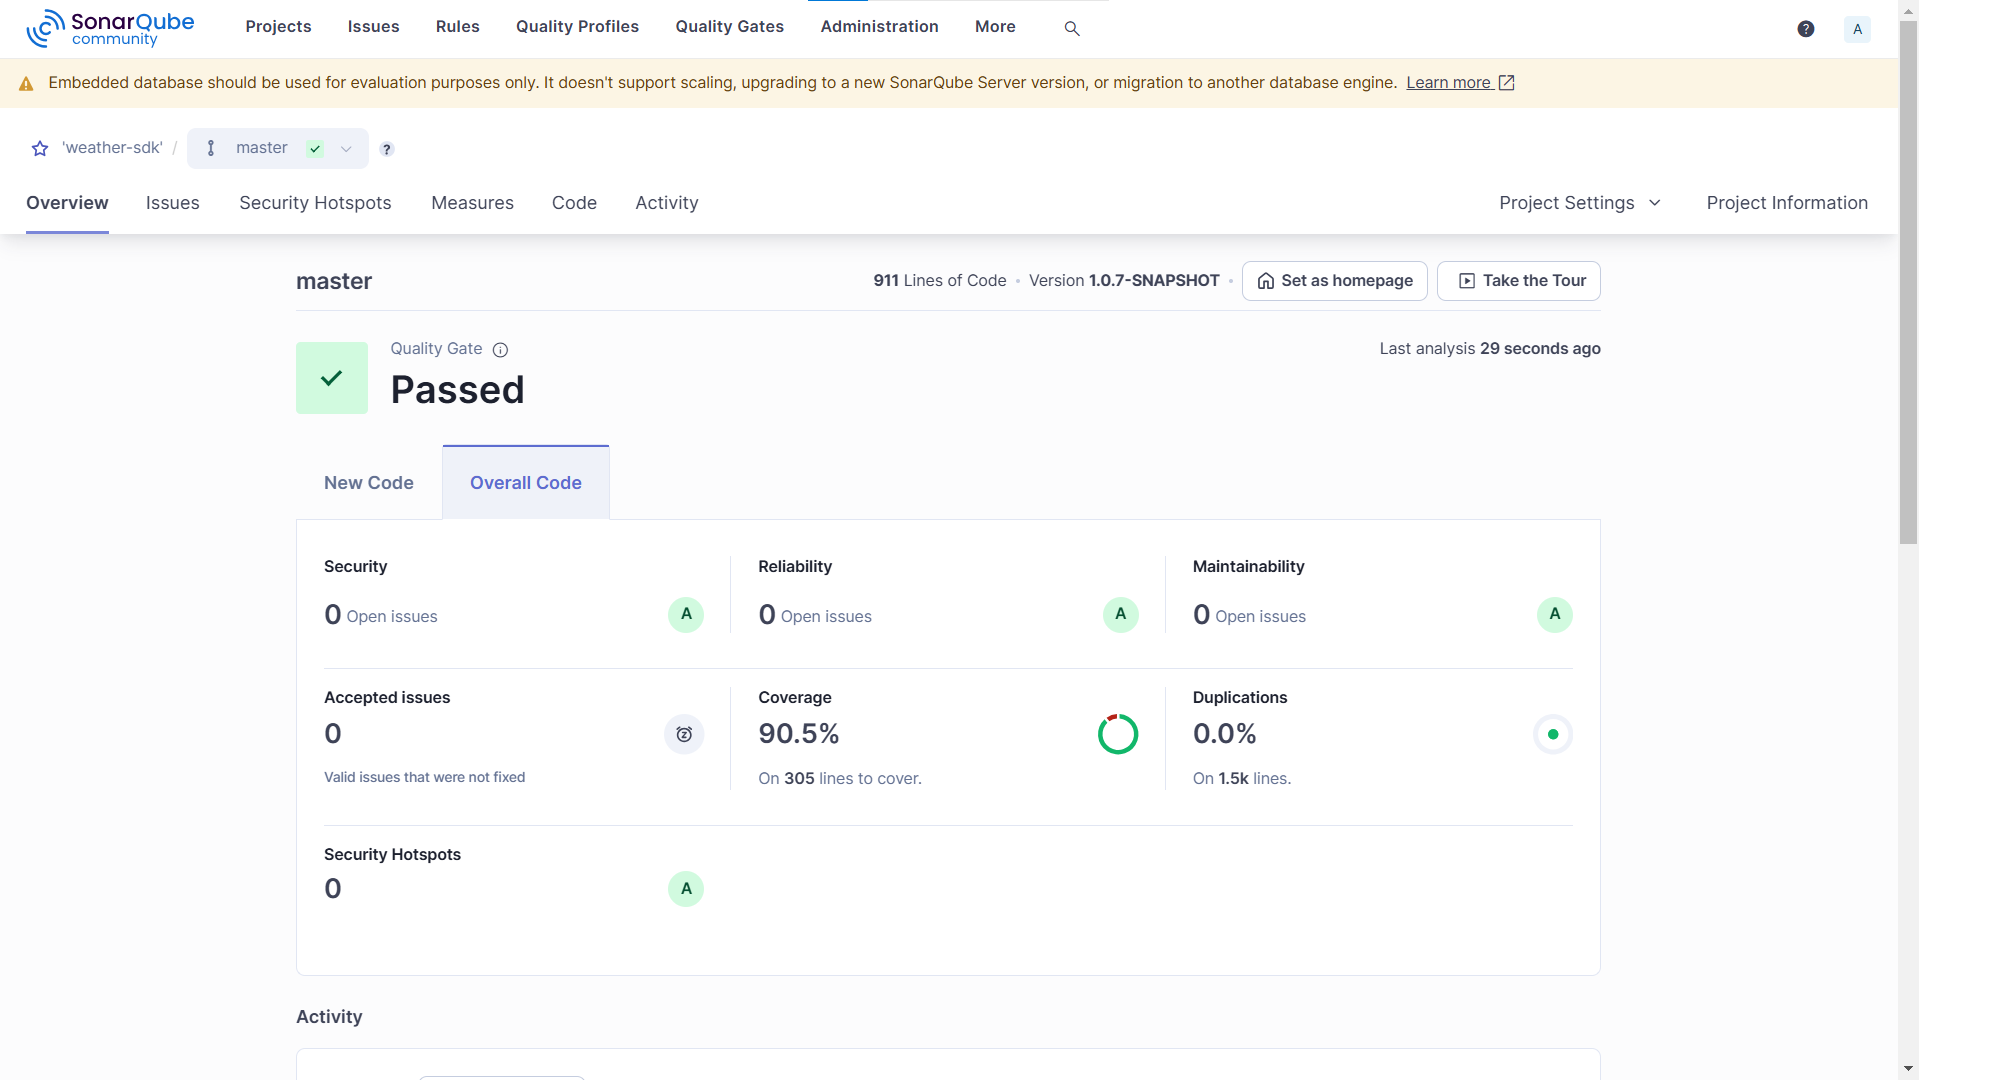 SonarQube community
Projects Issues Rules Quality Profiles Quality Gates Administration More
? A
Embedded database should be used for evaluation purposes only. It doesn't support scaling, upgrading to a new SonarQube Server version, or migration to another database engine. Learn more
'weather-sdk' / master ?
Overview Issues Security Hotspots Measures Code Activity Project Settings Project Information
master 911 Lines of Code • Version 1.0.7-SNAPSHOT • Set as homepage Take the Tour
Quality Gate Last analysis 29 seconds ago
Passed
New Code Overall Code
Security Reliability Maintainability
0 Open issues A 0 Open issues A 0 Open issues A
Accepted issues Coverage Duplications
0 90.5% 0.0%
Valid issues that were not fixed On 305 lines to cover. On 1.5k lines.
Security Hotspots
0 A
Activity